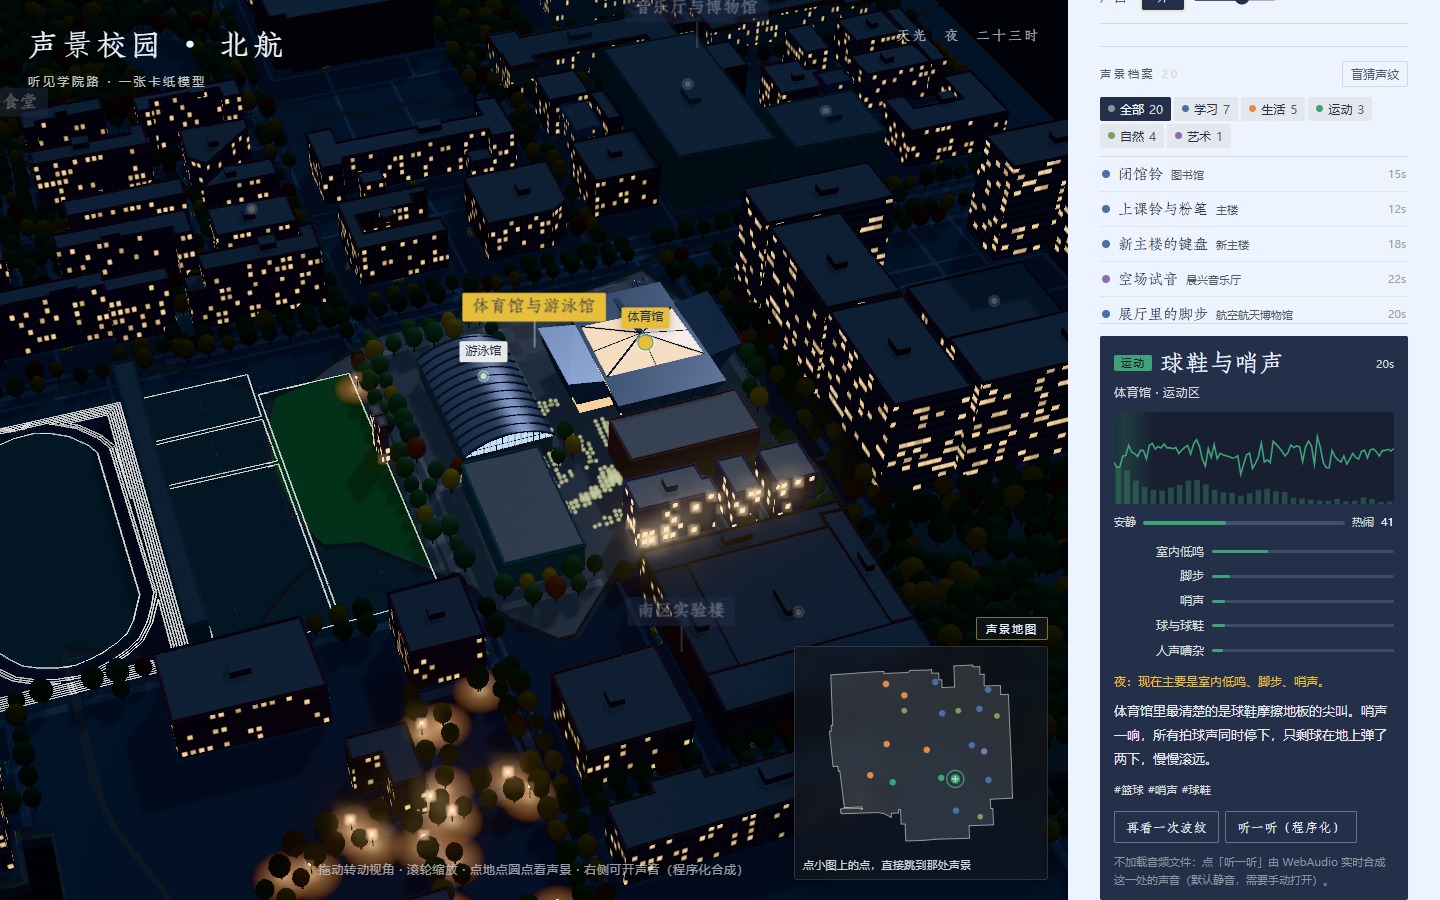 音乐厅与博物馆
声景校园 · 北航
天光 夜 二十三时
听见学院路 · 一张卡纸模型
食堂
体育馆与游泳馆
体育馆
游泳馆
南区实验楼
声景地图
点小图上的点，直接跳到那处声景
拖动转动视角 · 滚轮缩放 · 点地点圆点看声景 · 右侧可开声音（程序化合成）
声景档案 20
盲猜声纹
全部 20
学习 7
生活 5
运动 3
自然 4
艺术 1
闭馆铃 图书馆 15s
上课铃与粉笔 主楼 12s
新主楼的键盘 新主楼 18s
空场试音 晨兴音乐厅 22s
展厅里的脚步 航空航天博物馆 20s
运动 球鞋与哨声 20s
体育馆 · 运动区
安静 热闹 41
室内低鸣
脚步
哨声
球与球鞋
人声嘈杂
夜：现在主要是室内低鸣、脚步、哨声。
体育馆里最清楚的是球鞋摩擦地板的尖叫。哨声
一响，所有拍球声同时停下，只剩球在地上弹了
两下，慢慢滚远。
#篮球 #哨声 #球鞋
再看一次波纹
听一听（程序化）
不加载音频文件：点「听一听」由 WebAudio 实时合成
这一处的声音（默认静音，需要手动打开）。